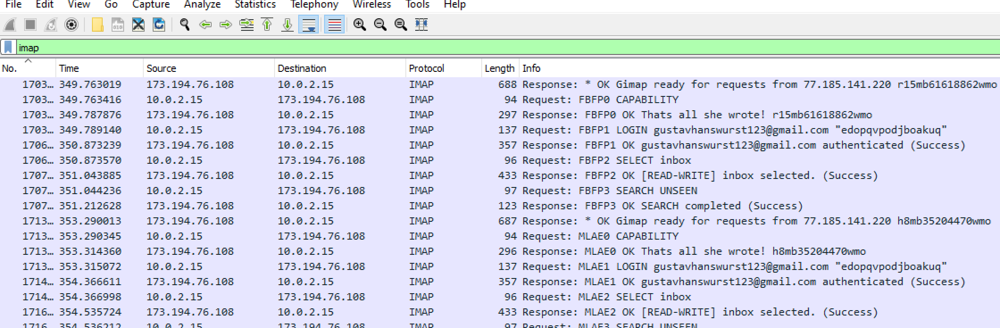 File Edit View Go Capture Analyze Statistics Telephony Wireless Tools Help
imap
No. Time Source Destination Protocol Length Info
1703… 349.763019 173.194.76.108 10.0.2.15 IMAP 688 Response: * OK Gimap ready for requests from 77.185.141.220 r15mb61618862wmo
1703… 349.763416 10.0.2.15 173.194.76.108 IMAP 94 Request: FBFP0 CAPABILITY
1703… 349.787876 173.194.76.108 10.0.2.15 IMAP 297 Response: FBFP0 OK Thats all she wrote! r15mb61618862wmo
1703… 349.789140 10.0.2.15 173.194.76.108 IMAP 137 Request: FBFP1 LOGIN gustavhanswurst123@gmail.com "edopqvpodjboakuq"
1706… 350.873239 173.194.76.108 10.0.2.15 IMAP 357 Response: FBFP1 OK gustavhanswurst123@gmail.com authenticated (Success)
1706… 350.873570 10.0.2.15 173.194.76.108 IMAP 96 Request: FBFP2 SELECT inbox
1707… 351.043885 173.194.76.108 10.0.2.15 IMAP 433 Response: FBFP2 OK [READ-WRITE] inbox selected. (Success)
1707… 351.044236 10.0.2.15 173.194.76.108 IMAP 97 Request: FBFP3 SEARCH UNSEEN
1707… 351.212628 173.194.76.108 10.0.2.15 IMAP 123 Response: FBFP3 OK SEARCH completed (Success)
1713… 353.290013 173.194.76.108 10.0.2.15 IMAP 687 Response: * OK Gimap ready for requests from 77.185.141.220 h8mb35204470wmo
1713… 353.290345 10.0.2.15 173.194.76.108 IMAP 94 Request: MLAE0 CAPABILITY
1713… 353.314360 173.194.76.108 10.0.2.15 IMAP 296 Response: MLAE0 OK Thats all she wrote! h8mb35204470wmo
1713… 353.315072 10.0.2.15 173.194.76.108 IMAP 137 Request: MLAE1 LOGIN gustavhanswurst123@gmail.com "edopqvpodjboakuq"
1714… 354.366611 173.194.76.108 10.0.2.15 IMAP 357 Response: MLAE1 OK gustavhanswurst123@gmail.com authenticated (Success)
1714… 354.366998 10.0.2.15 173.194.76.108 IMAP 96 Request: MLAE2 SELECT inbox
1716… 354.535724 173.194.76.108 10.0.2.15 IMAP 433 Response: MLAE2 OK [READ-WRITE] inbox selected. (Success)
1716… 354.536212 10.0.2.15 173.194.76.108 IMAP 97 Request: MLAE3 SEARCH UNSEEN